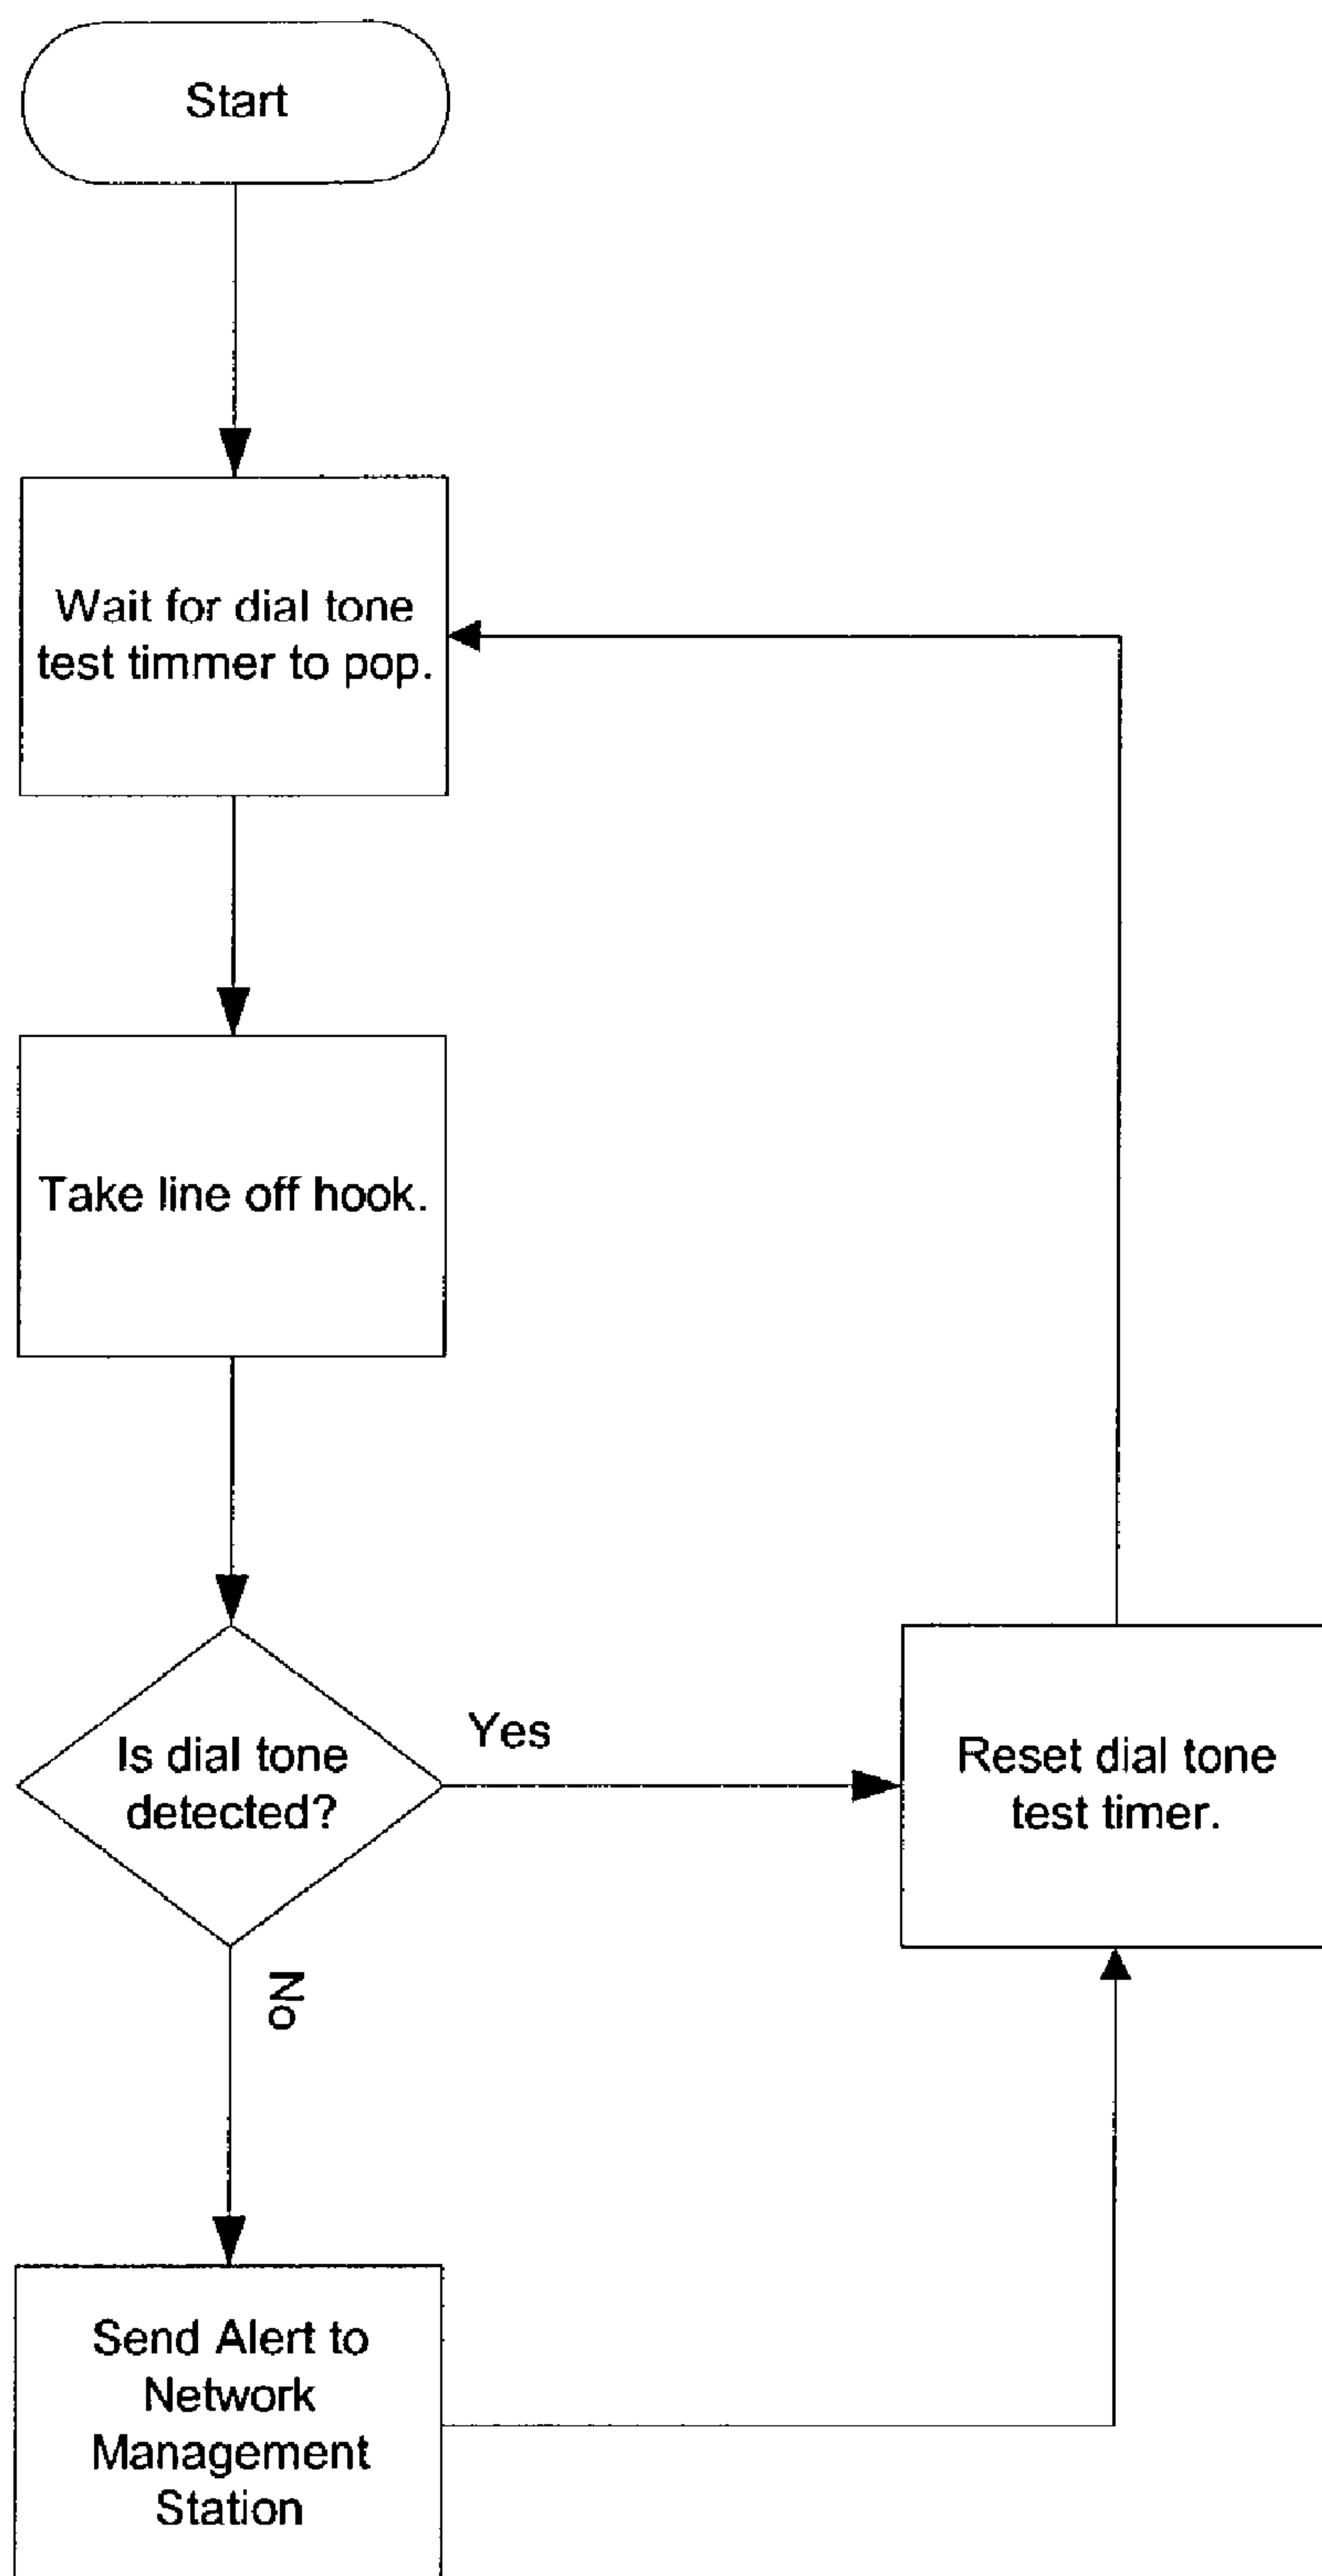 Start
Wait for dial tone
test timmer to pop.
Take line off hook.
Is dial tone
detected?
Yes
Reset dial tone
test timer.
No
Send Alert to
Network
Management
Station